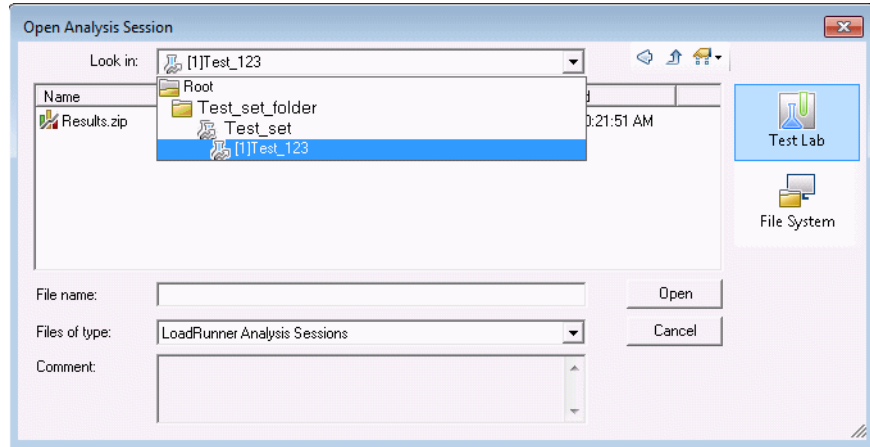 Open Analysis Session
Look in:
[1]Test_123
Root
Test_set_folder
Test_set
[1]Test_123
Name
Results.zip
0:21:51 AM
Test Lab
File System
File name:
Open
Files of type:
LoadRunner Analysis Sessions
Cancel
Comment: